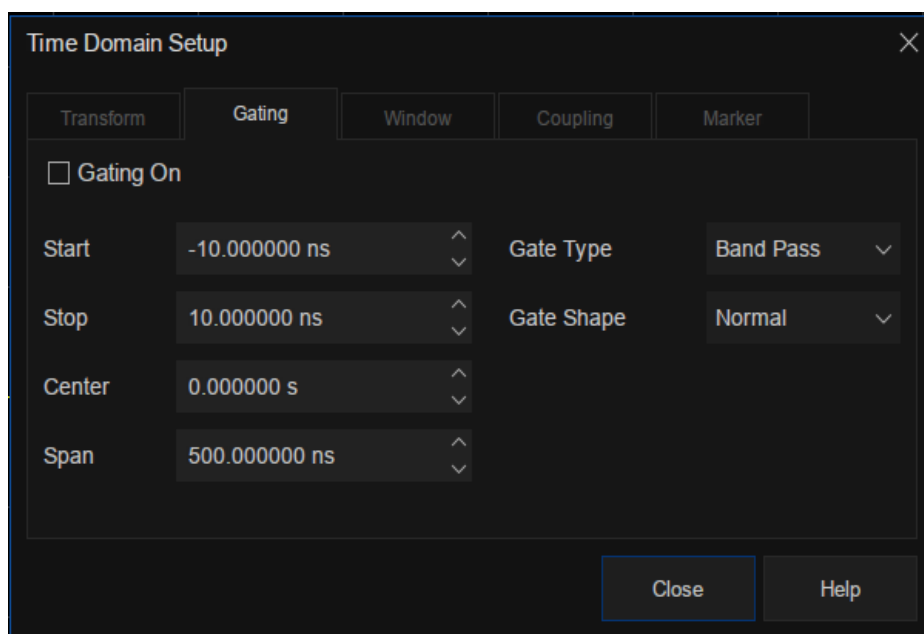 Time Domain Setup
Transform Gating Window Coupling Marker
Gating On
Start -10.000000 ns Gate Type Band Pass
Stop 10.000000 ns Gate Shape Normal
Center 0.000000 s
Span 500.000000 ns
Close Help